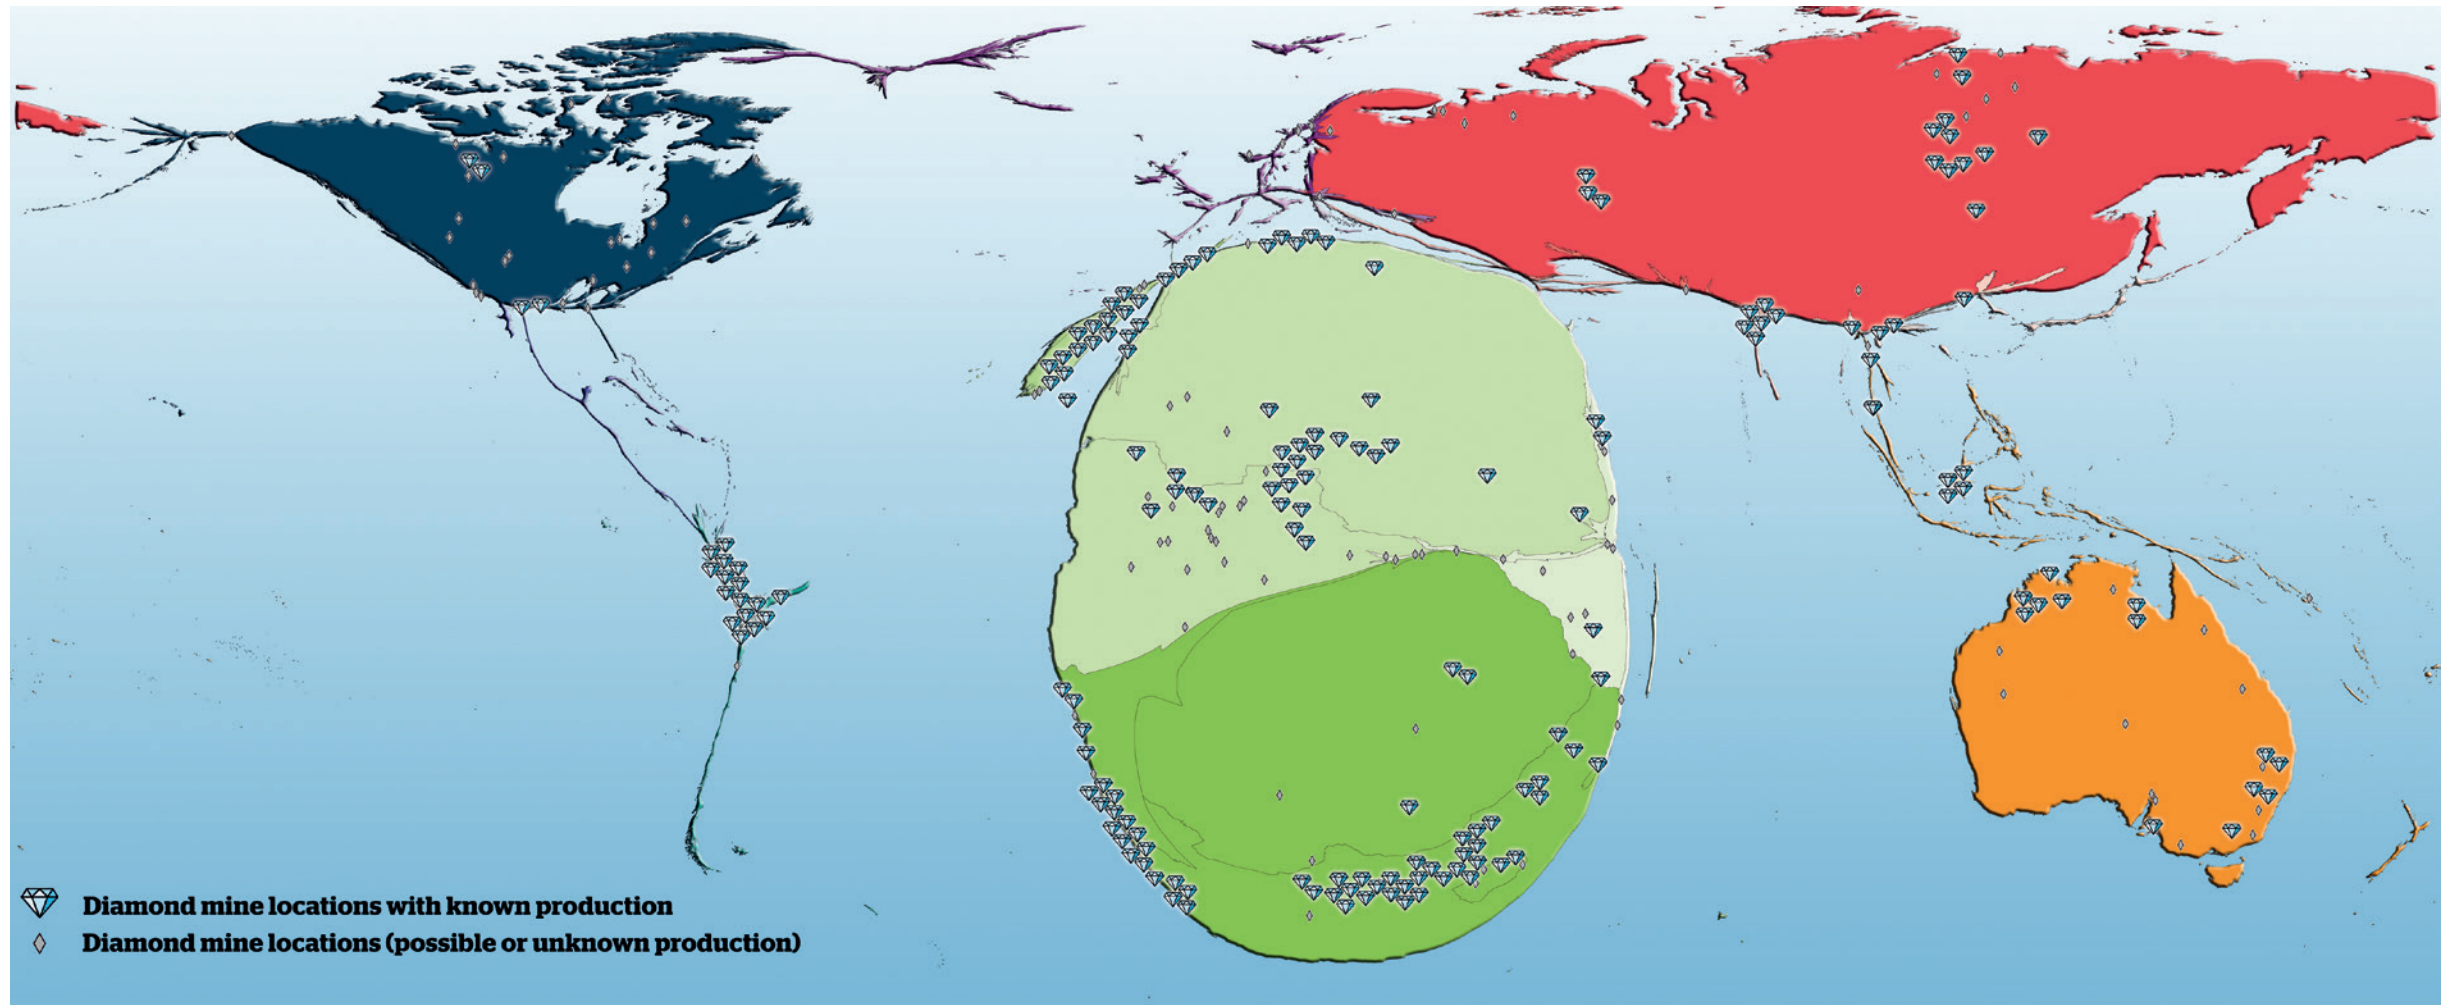 Diamond mine locations with known production
Diamond mine locations (possible or unknown production)